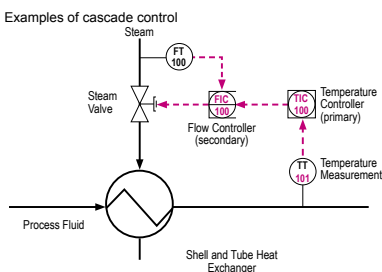 Examples of cascade control
Steam
FT
100
Steam
Valve
FIC
100
TIC
100
Temperature
Controller
(primary)
Flow Controller
(secondary)
TT
101
Temperature
Measurement
Process Fluid
Shell and Tube Heat
Exchanger